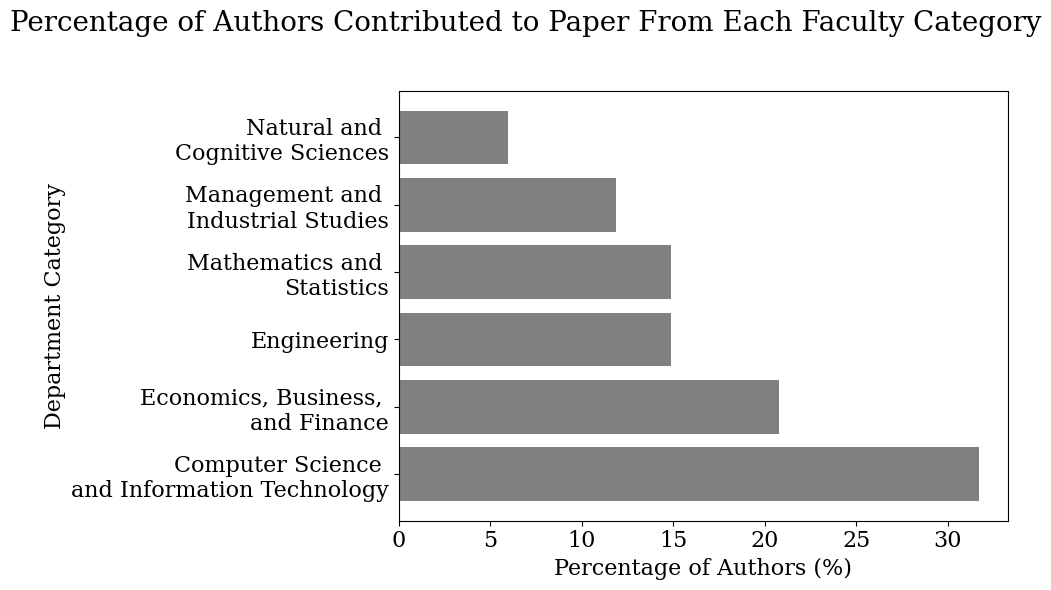 Percentage of Authors Contributed to Paper From Each Faculty Category
Department Category
Natural and
Cognitive Sciences
Management and
Industrial Studies
Mathematics and
Statistics
Engineering
Economics, Business,
and Finance
Computer Science
and Information Technology
0 5 10 15 20 25 30
Percentage of Authors (%)